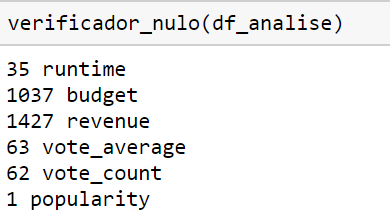 verificador_nulo(df_analise)
35 runtime
1037 budget
1427 revenue
63 vote_average
62 vote_count
1 popularity